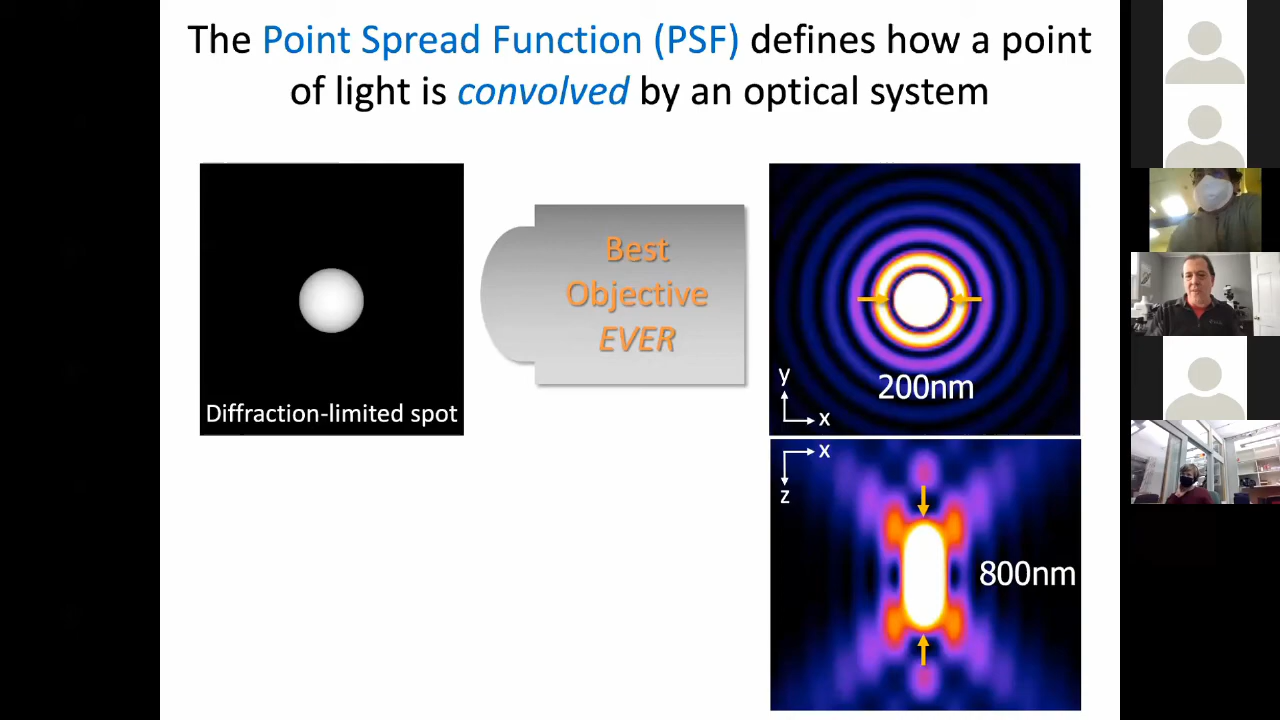 The Point Spread Function (PSF) defines how a point
of light is convolved by an optical system
Diffraction-limited spot
Best
Objective
EVER
y
x
200nm
x
z
800nm